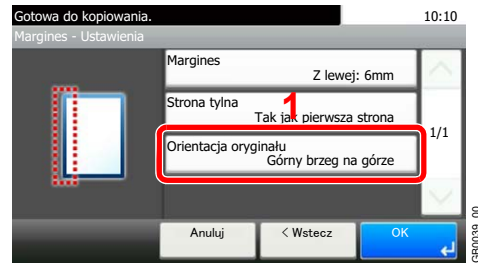 Gotowa do kopiowania.
10:10
Margines - Ustawienia
Margines
Z lewej: 6mm
Strona tylna
Tak jak pierwsza strona
1
1/1
Orientacja oryginału
Górny brzeg na górze
Anuluj
< Wstecz
OK
GB0039_00